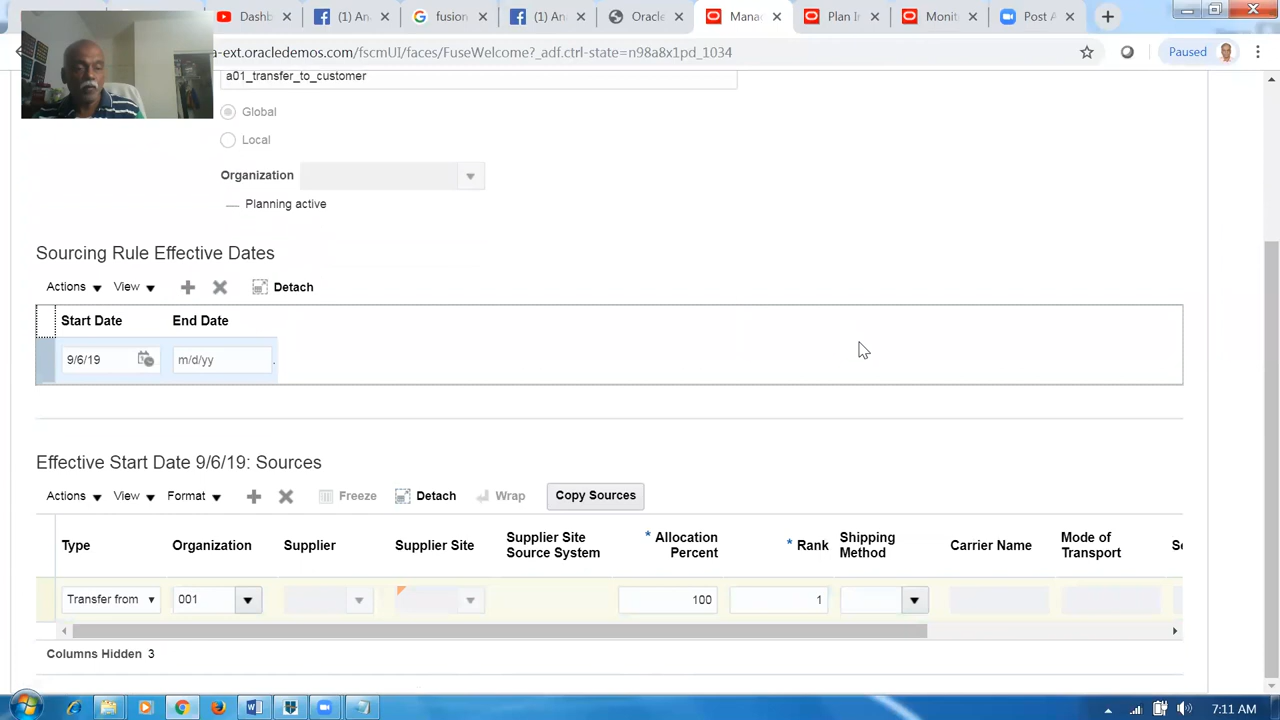 Dashb
(1) An
fusion
(1) A
Oracl
Mana
Plan I
Moni
Post A
a-ext.oracledemos.com/fscmUI/faces/FuseWelcome?_adf.ctrl-state=n98a8x1pd_1034
Paused
a01_transfer_to_customer
Global
Local
Organization
Planning active
Sourcing Rule Effective Dates
Actions View Detach
Start Date End Date
9/6/19 m/d/yy
Effective Start Date 9/6/19: Sources
Actions View Format Freeze Detach Wrap Copy Sources
Type Organization Supplier Supplier Site Supplier Site Source System * Allocation Percent * Rank Shipping Method Carrier Name Mode of Transport Se
Transfer from 001 100 1
Columns Hidden 3
7:11 AM